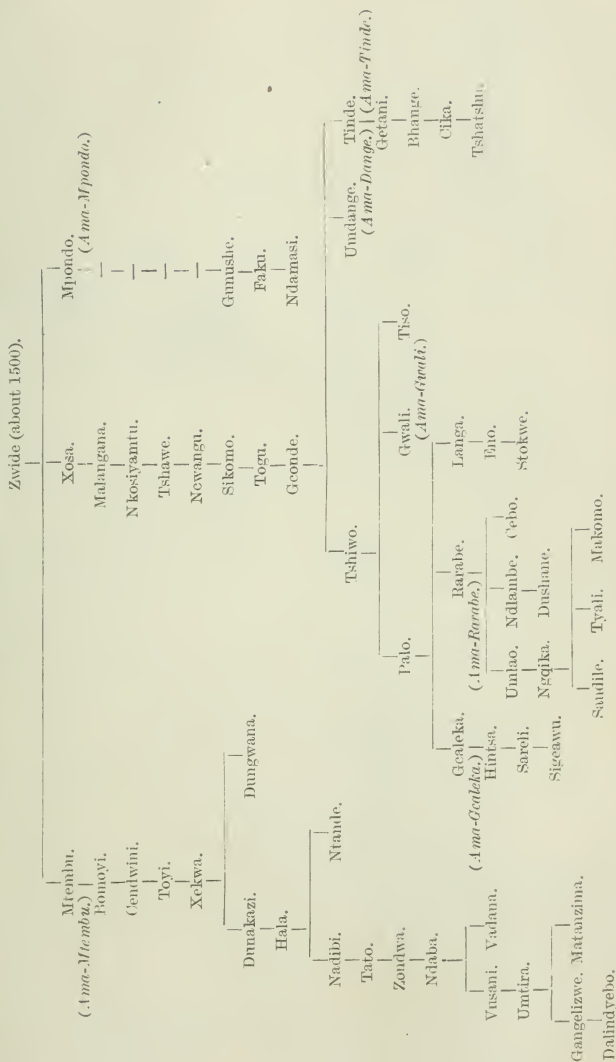 Zwide (about 1500).
Mtembu. Xosa. Mpondo.
(Ama-Mtembu.) (Ama-Mpondo.)
Bomoyi. Malangana.
Cendwini. Nkosiyamtu.
Toyi. Tshawe.
Xekwa. Ncwangu.
Sikomo. Gunushe.
Dunakazi. Dungwana. Togu. Faku.
Hala. Gconde. Ndamasi.
Nadibi. Ntande. Tshiwo. Umdange. Tinde.
(Ama-Dange.) (Ama-Tinde.)
Tato. Getani.
Zondwa. Palo. Gwali. Tiso. Bhange.
(Ama-Gwali.) Cika.
Ndaba. Tshatshu.
Gcaleka. Rarabe. Langa.
(Ama-Gcaleka.) (Ama-Rarabe.)
Vusani. Vadana. Hintsa. Umlao. Ndlambe. Cebo. Eno.
Umtira. Sareli. Ngqika. Dushane. Stokwe.
Sigcawu.
Gangelizwe. Matanzima. Sandile. Tyali. Makomo.
Dalindyebo.